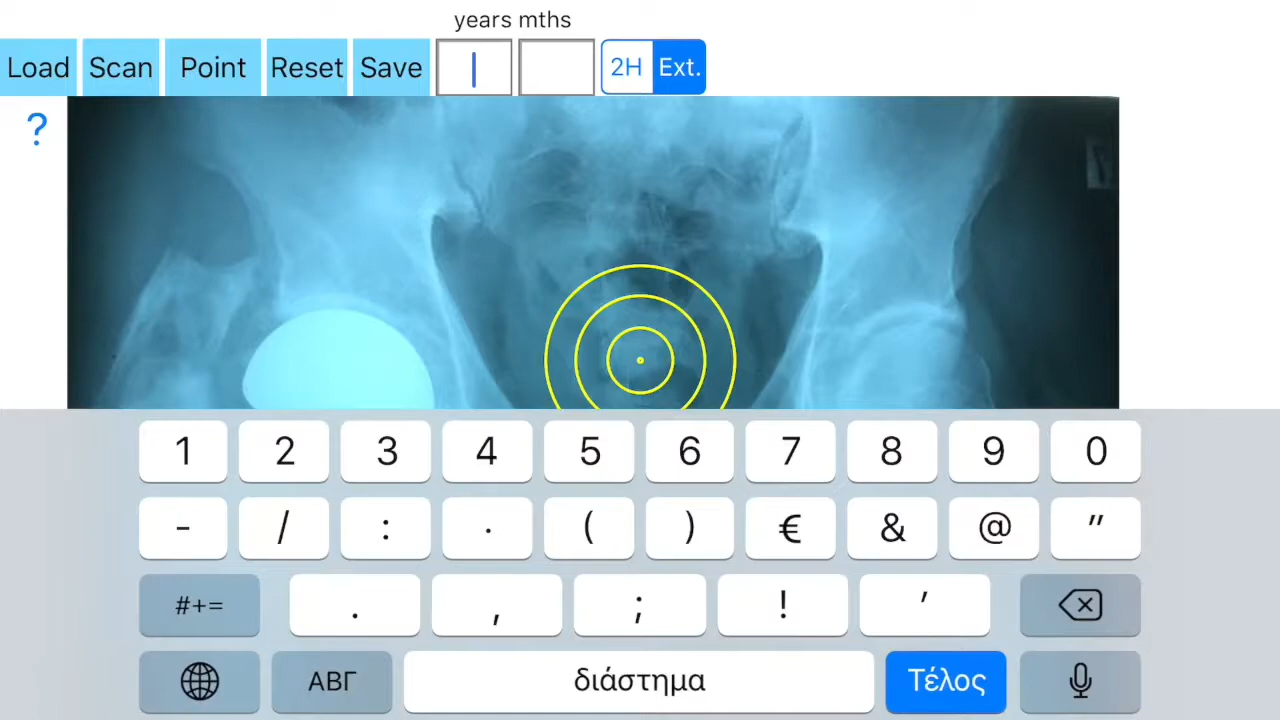 years mths
Load Scan Point Reset Save 2H Ext.
?
1 2 3 4 5 6 7 8 9 0
- / : · ( ) € & @ "
#+= . , ; ! ′
ΑΒΓ διάστημα Τέλος